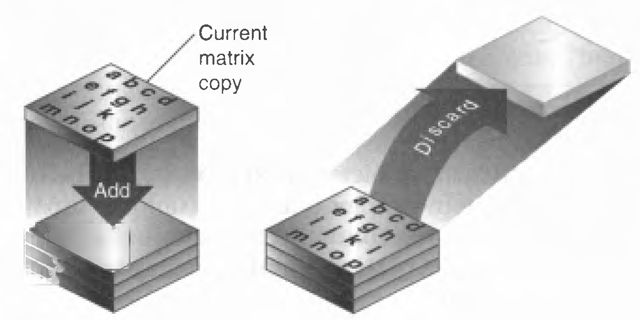 Current
matrix
copy
a b c d
e f g h
i j k l
m n o p
Add
Discard
a b c d
e f g h
i j k l
m n o p